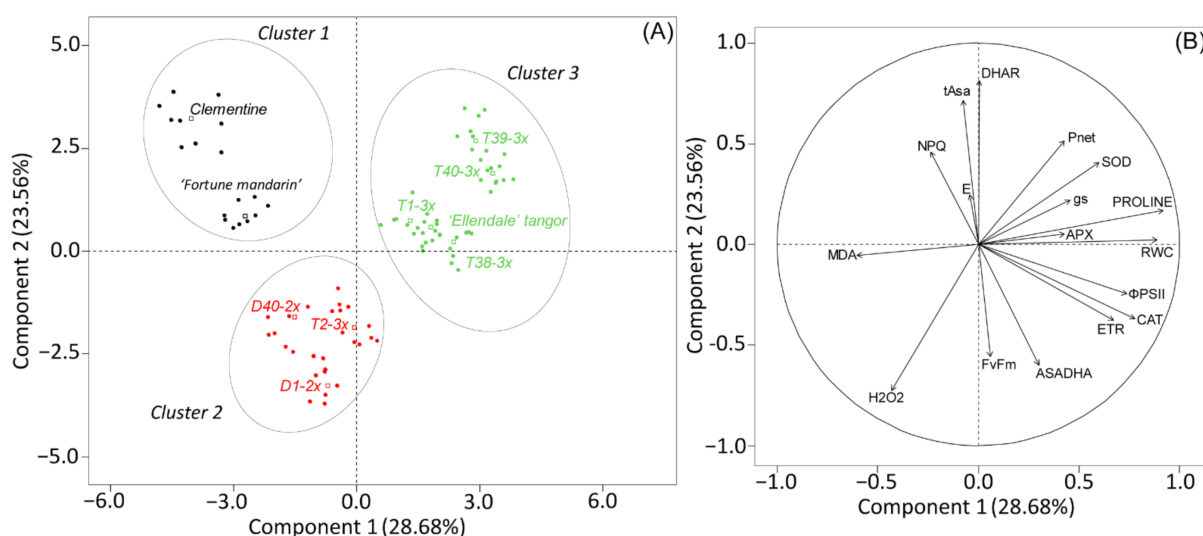 (A)
Cluster 1
Cluster 3
Clementine
'Fortune mandarin'
T39-3x
T40-3x
T1-3x
'Ellendale' tangor
T38-3x
D40-2x
T2-3x
D1-2x
Cluster 2
5.0
2.5
0.0
−2.5
−5.0
Component 2 (23.56%)
−6.0 −3.0 0.0 3.0 6.0
Component 1 (28.68%)
(B)
DHAR
tAsa
NPQ
Pnet
SOD
E
gs
PROLINE
APX
RWC
MDA
ΦPSII
CAT
ETR
FvFm
ASADHA
H2O2
1.0
0.5
0.0
−0.5
−1.0
Component 2 (23.56%)
−1.0 −0.5 0.0 0.5 1.0
Component 1 (28.68%)